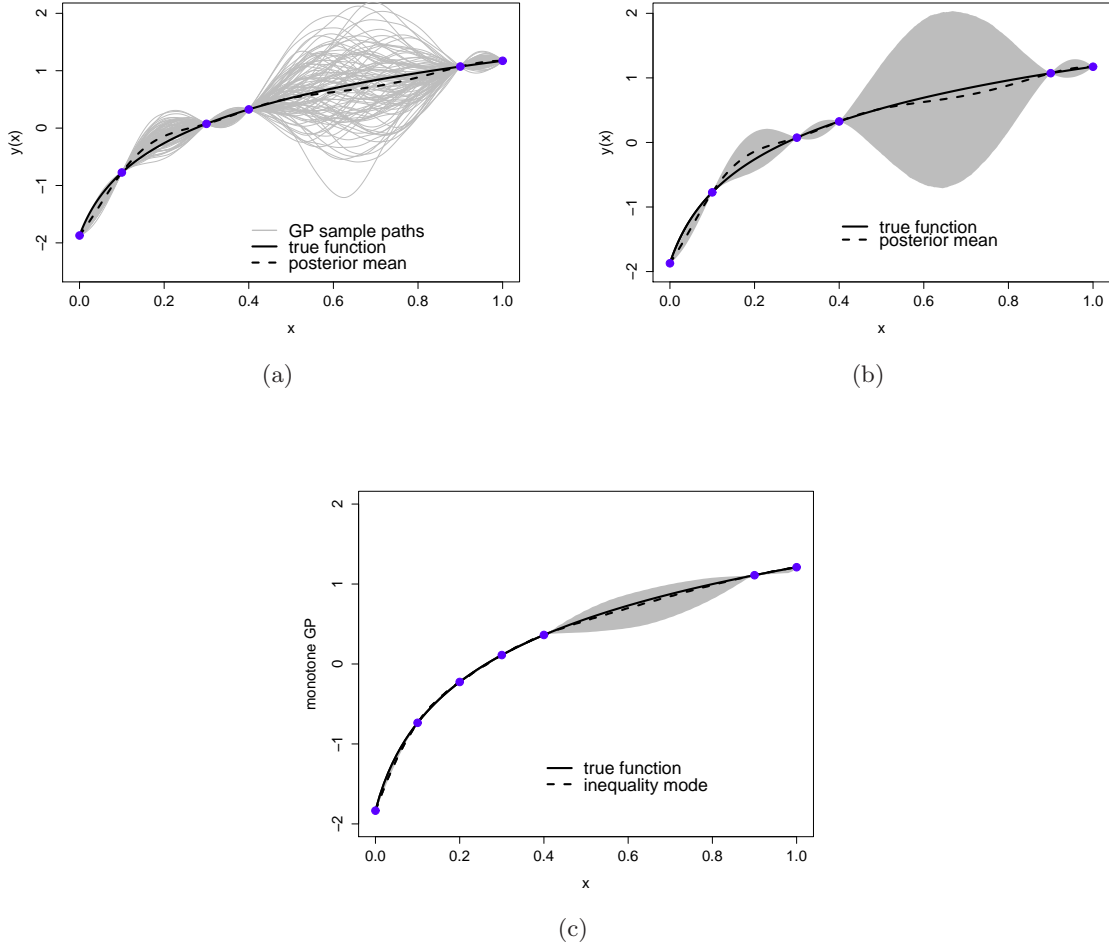 2
1
0
−1
−2
y(x)
GP sample paths
true function
posterior mean
0.0 0.2 0.4 0.6 0.8 1.0
x
(a)
2
1
0
−1
−2
y(x)
true function
posterior mean
0.0 0.2 0.4 0.6 0.8 1.0
x
(b)
2
1
0
−1
−2
monotone GP
true function
inequality mode
0.0 0.2 0.4 0.6 0.8 1.0
x
(c)